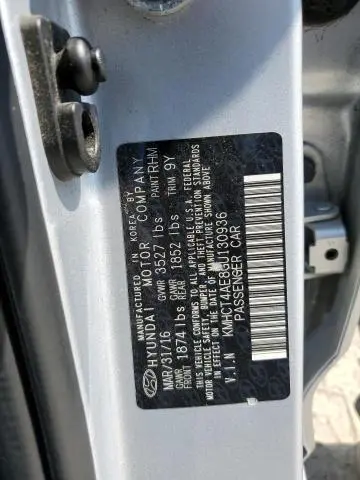 MANUFACTURED IN KOREA BY
HYUNDAI MOTOR COMPANY
MAR/31/16 GVWR 3527 lbs PAINT RHM
GAWR FRONT 1874 lbs GAWR REAR 1852 lbs TRIM 9Y
THIS VEHICLE CONFORMS TO ALL APPLICABLE U.S.A. FEDERAL
MOTOR VEHICLE SAFETY, BUMPER, AND THEFT PREVENTION STANDARDS
IN EFFECT ON THE DATE OF MANUFACTURE SHOWN ABOVE.
V.I.N KMHCT4AE8GU130936
PASSENGER CAR